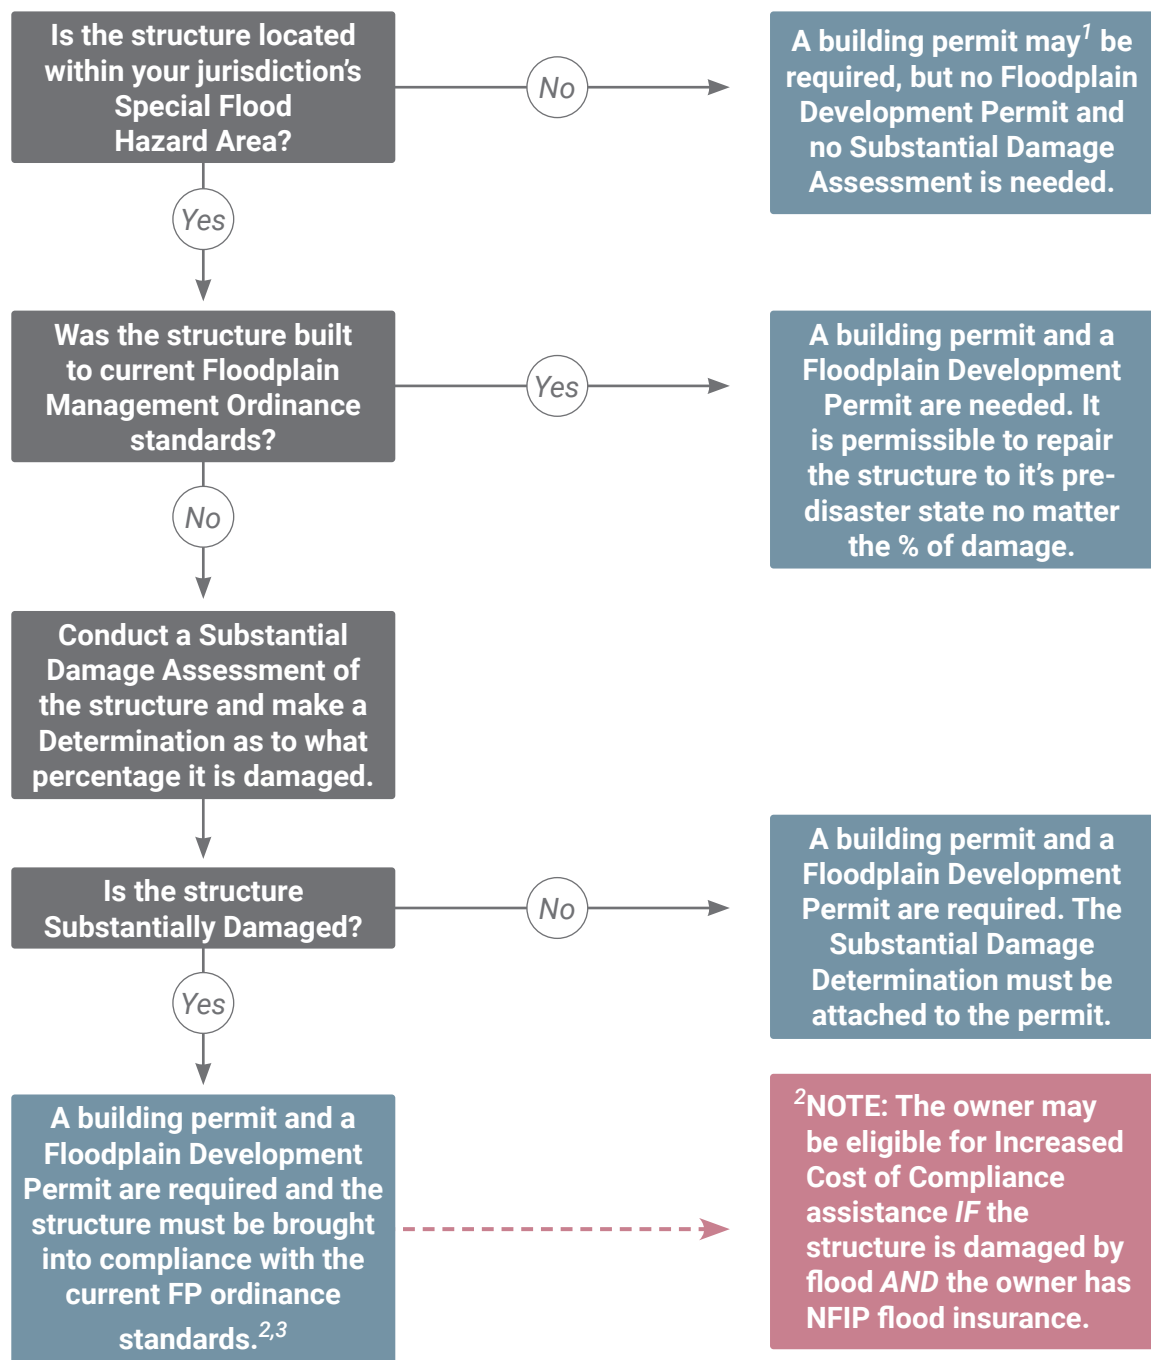 Is the structure located
within your jurisdiction's
Special Flood
Hazard Area?
No
A building permit may¹ be
required, but no Floodplain
Development Permit and
no Substantial Damage
Assessment is needed.
Yes
Was the structure built
to current Floodplain
Management Ordinance
standards?
Yes
A building permit and a
Floodplain Development
Permit are needed. It
is permissible to repair
the structure to it's pre-
disaster state no matter
the % of damage.
No
Conduct a Substantial
Damage Assessment of
the structure and make a
Determination as to what
percentage it is damaged.
Is the structure
Substantially Damaged?
No
A building permit and a
Floodplain Development
Permit are required. The
Substantial Damage
Determination must be
attached to the permit.
Yes
A building permit and a
Floodplain Development
Permit are required and the
structure must be brought
into compliance with the
current FP ordinance
standards.²,³
²NOTE: The owner may
be eligible for Increased
Cost of Compliance
assistance IF the
structure is damaged by
flood AND the owner has
NFIP flood insurance.